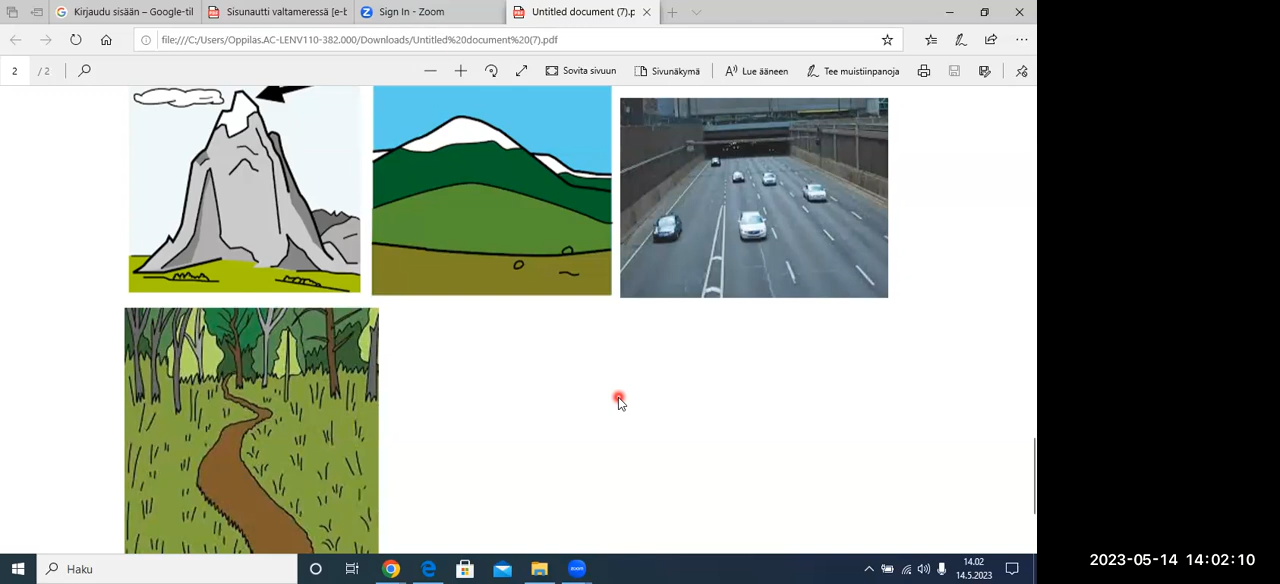 Kirjaudu sisään – Google-til
Sisunautti valtameressä [e-b
Sign In - Zoom
Untitled document (7).p
file:///C:/Users/Oppilas.AC-LENV110-382.000/Downloads/Untitled%20document%20(7).pdf
2 / 2
Sovita sivuun
Sivunäkymä
Lue ääneen
Tee muistiinpanoja
Haku
zoom
14.02
14.5.2023
2023-05-14 14:02:10